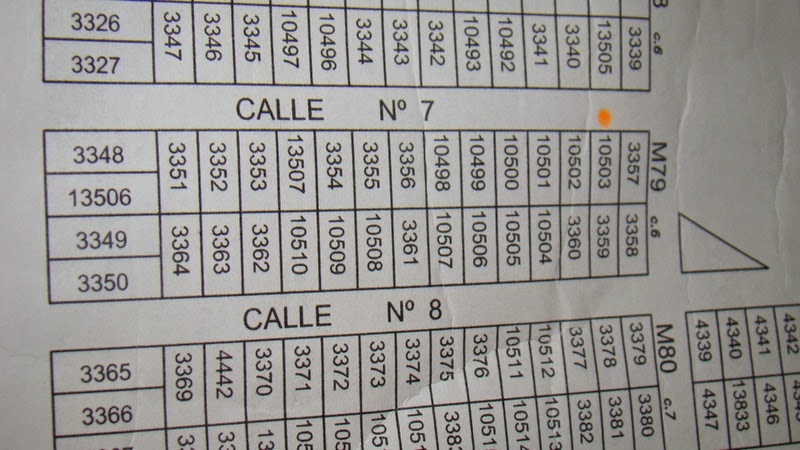 3326 3347 3346 3345 10497 10496 3344 3343 3342 10493 10492 3341 3340 13505 3339 c.6
3327
CALLE Nº 7
3348 3351 3352 3353 13507 3354 3355 3356 10498 10499 10500 10501 10502 10503 3357 M79
13506
3349 3364 3363 3362 10510 10509 10508 3361 10507 10506 10505 10504 3360 3359 3358 c.6
3350
CALLE Nº 8
3365 3369 4442 3370 3371 3372 3373 3374 3375 3376 10511 10512 3377 3378 3379 M80 4339 4340 4341 4342
3366 10513 3382 3381 3380 c.7 4347 13833 4346